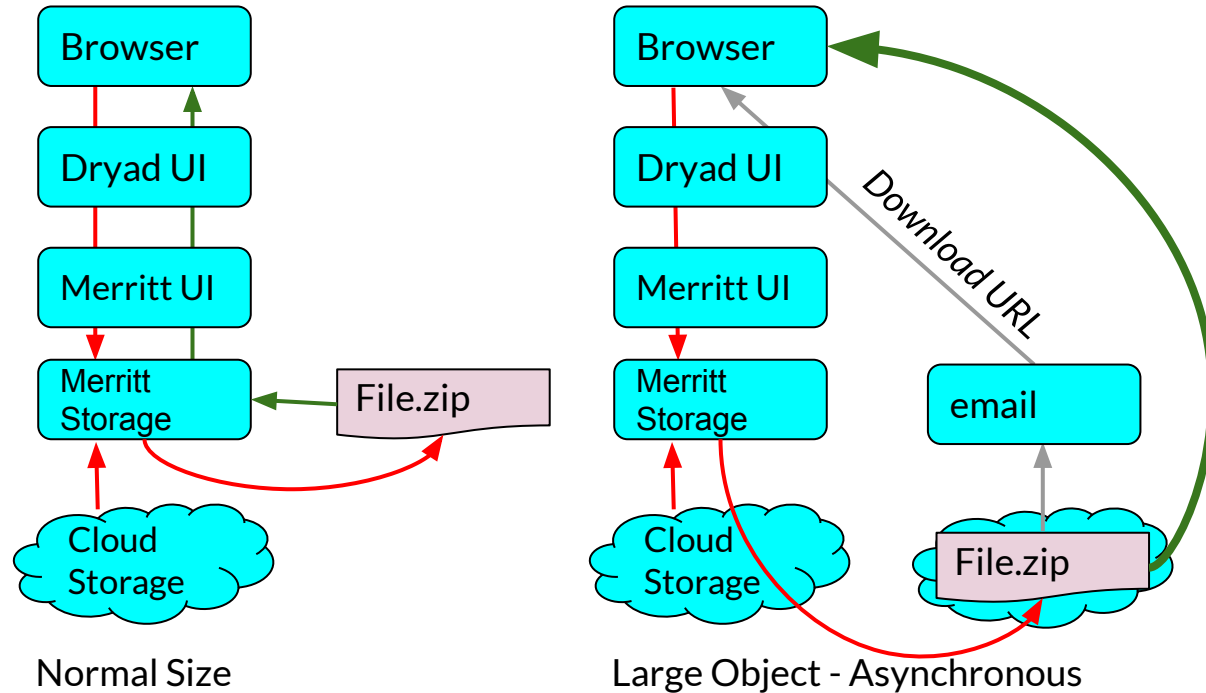 Browser
Dryad UI
Merritt UI
Merritt
Storage
File.zip
Cloud
Storage
Normal Size
Browser
Dryad UI
Download URL
Merritt UI
Merritt
Storage
email
Cloud
Storage
File.zip
Large Object - Asynchronous